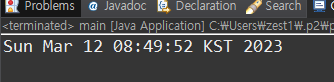 Problems @ Javadoc Declaration Search
<terminated> main [Java Application] C:₩Users₩zest1₩.p2₩p
Sun Mar 12 08:49:52 KST 2023